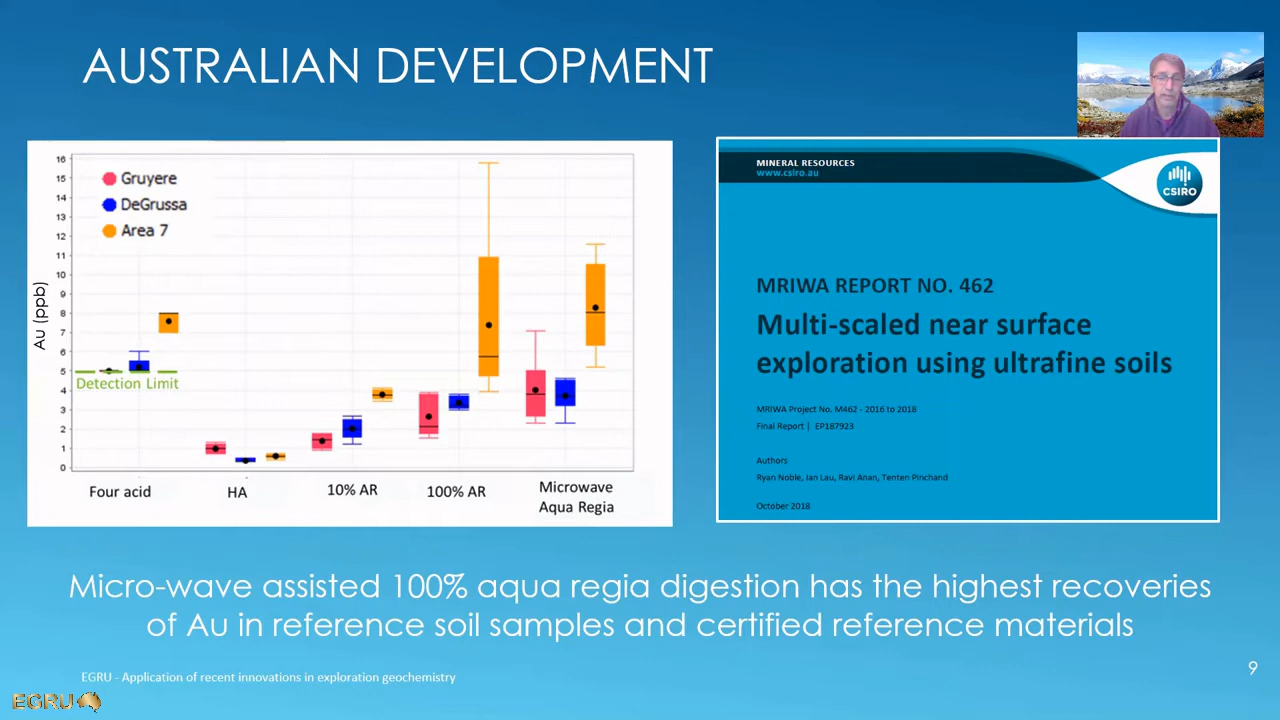 AUSTRALIAN DEVELOPMENT
16
15
14
13
12
11
10
9
8
7
6
5
4
3
2
1
0
Au (ppb)
Gruyere
DeGrussa
Area 7
Detection Limit
Four acid
HA
10% AR
100% AR
Microwave
Aqua Regia
MINERAL RESOURCES
www.csiro.au
CSIRO
MRIWA REPORT NO. 462
Multi-scaled near surface
exploration using ultrafine soils
MRIWA Project No. M462 - 2016 to 2018
Final Report | EP187923
Authors
Ryan Noble, Ian Lau, Ravi Anan, Tenten Pinchand
October 2018
Micro-wave assisted 100% aqua regia digestion has the highest recoveries
of Au in reference soil samples and certified reference materials
EGRU - Application of recent innovations in exploration geochemistry
9
EGRU